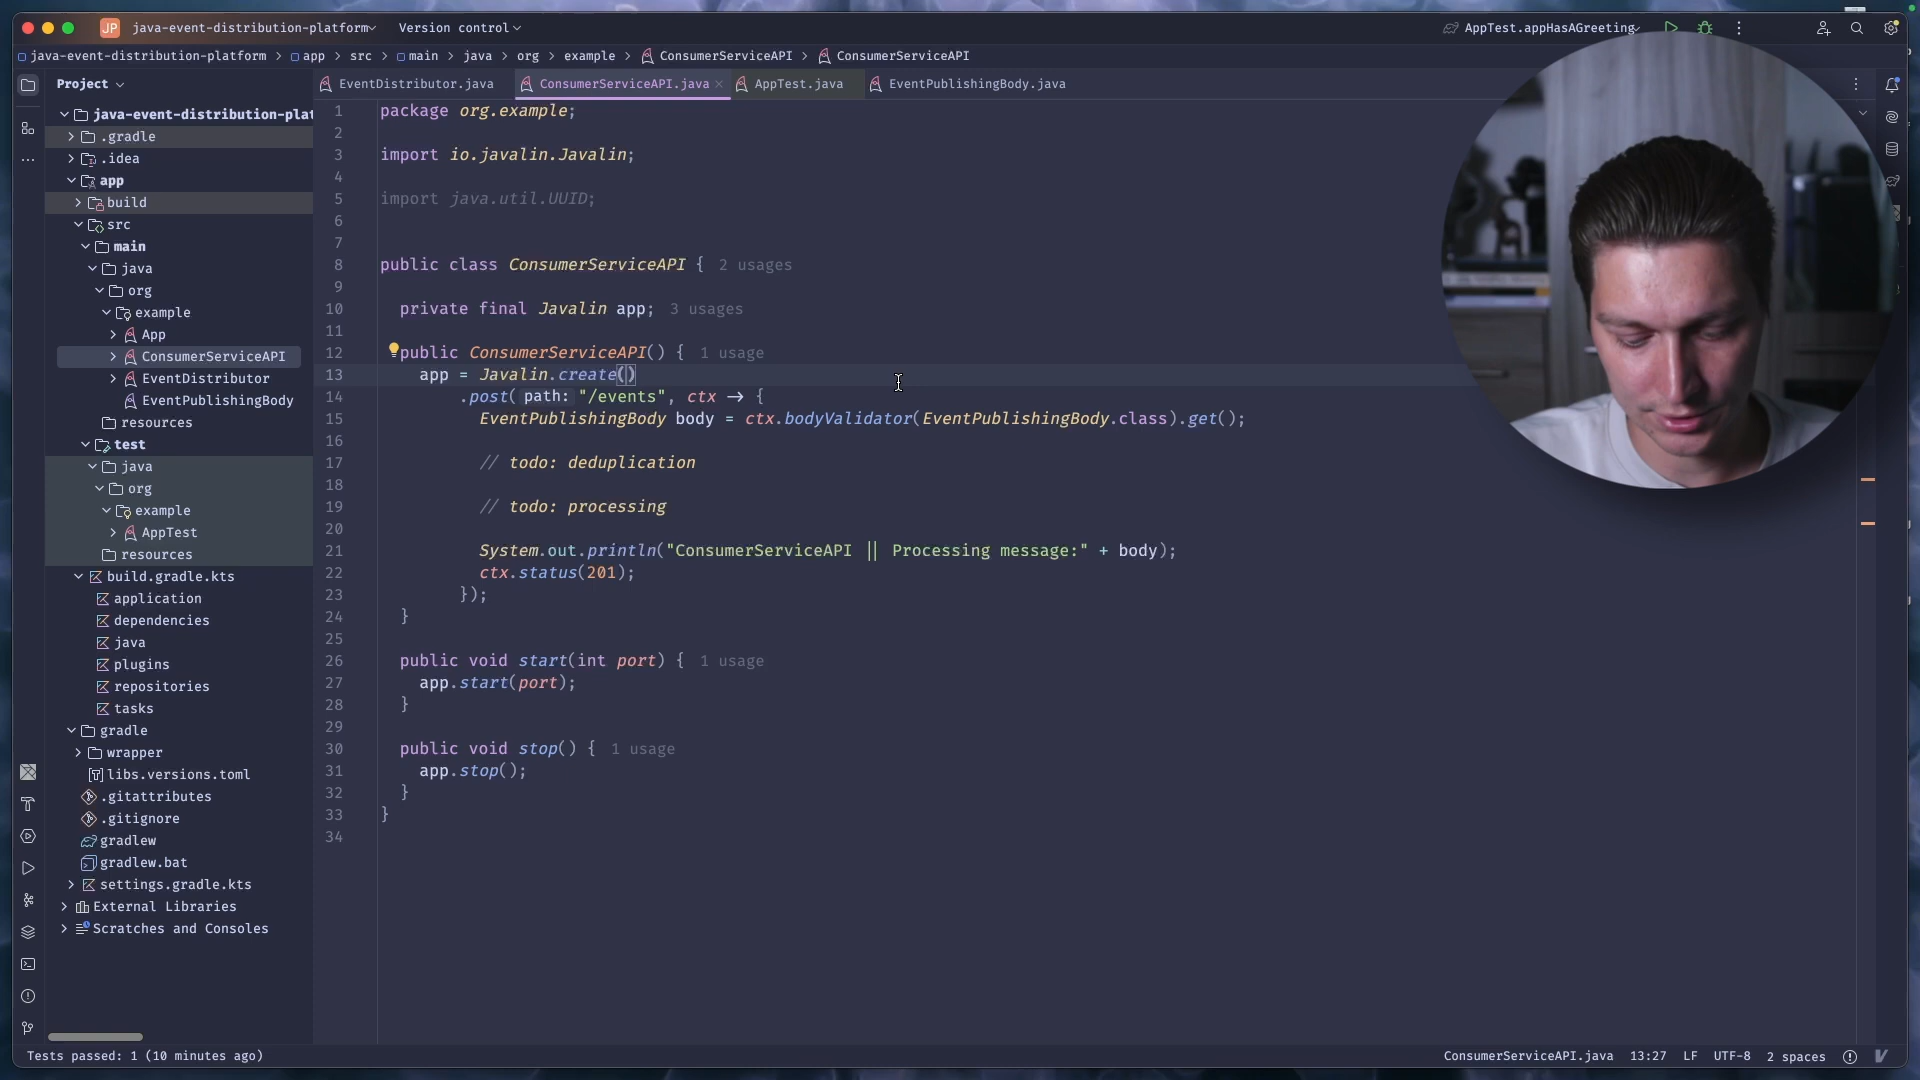 JP java-event-distribution-platform Version control AppTest.appHasAGreeting
java-event-distribution-platform > app > src > main > java > org > example > ConsumerServiceAPI > ConsumerServiceAPI
Project
EventDistributor.java ConsumerServiceAPI.java AppTest.java EventPublishingBody.java
java-event-distribution-plat
.gradle
.idea
app
build
src
main
java
org
example
App
ConsumerServiceAPI
EventDistributor
EventPublishingBody
resources
test
java
org
example
AppTest
resources
build.gradle.kts
application
dependencies
java
plugins
repositories
tasks
gradle
wrapper
libs.versions.toml
.gitattributes
.gitignore
gradlew
gradlew.bat
settings.gradle.kts
External Libraries
Scratches and Consoles
1 package org.example;
2
3 import io.javalin.Javalin;
4
5 import java.util.UUID;
6
7
8 public class ConsumerServiceAPI { 2 usages
9
10 private final Javalin app; 3 usages
11
12 public ConsumerServiceAPI() { 1 usage
13 app = Javalin.create()
14 .post( path: "/events", ctx -> {
15 EventPublishingBody body = ctx.bodyValidator(EventPublishingBody.class).get();
16
17 // todo: deduplication
18
19 // todo: processing
20
21 System.out.println("ConsumerServiceAPI || Processing message:" + body);
22 ctx.status(201);
23 });
24 }
25
26 public void start(int port) { 1 usage
27 app.start(port);
28 }
29
30 public void stop() { 1 usage
31 app.stop();
32 }
33 }
34
Tests passed: 1 (10 minutes ago) ConsumerServiceAPI.java 13:27 LF UTF-8 2 spaces